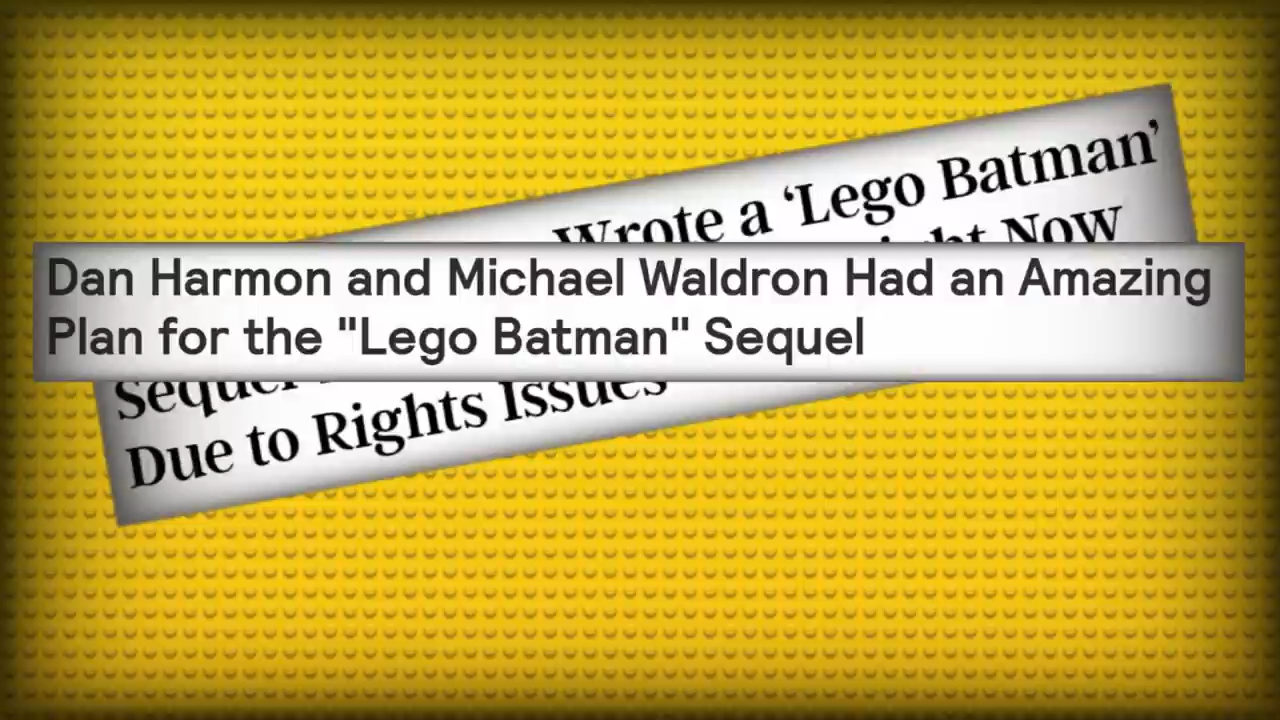 Wrote a ‘Lego Batman’
Now
Dan Harmon and Michael Waldron Had an Amazing
Plan for the "Lego Batman" Sequel
Sequel
Due to Rights Issues